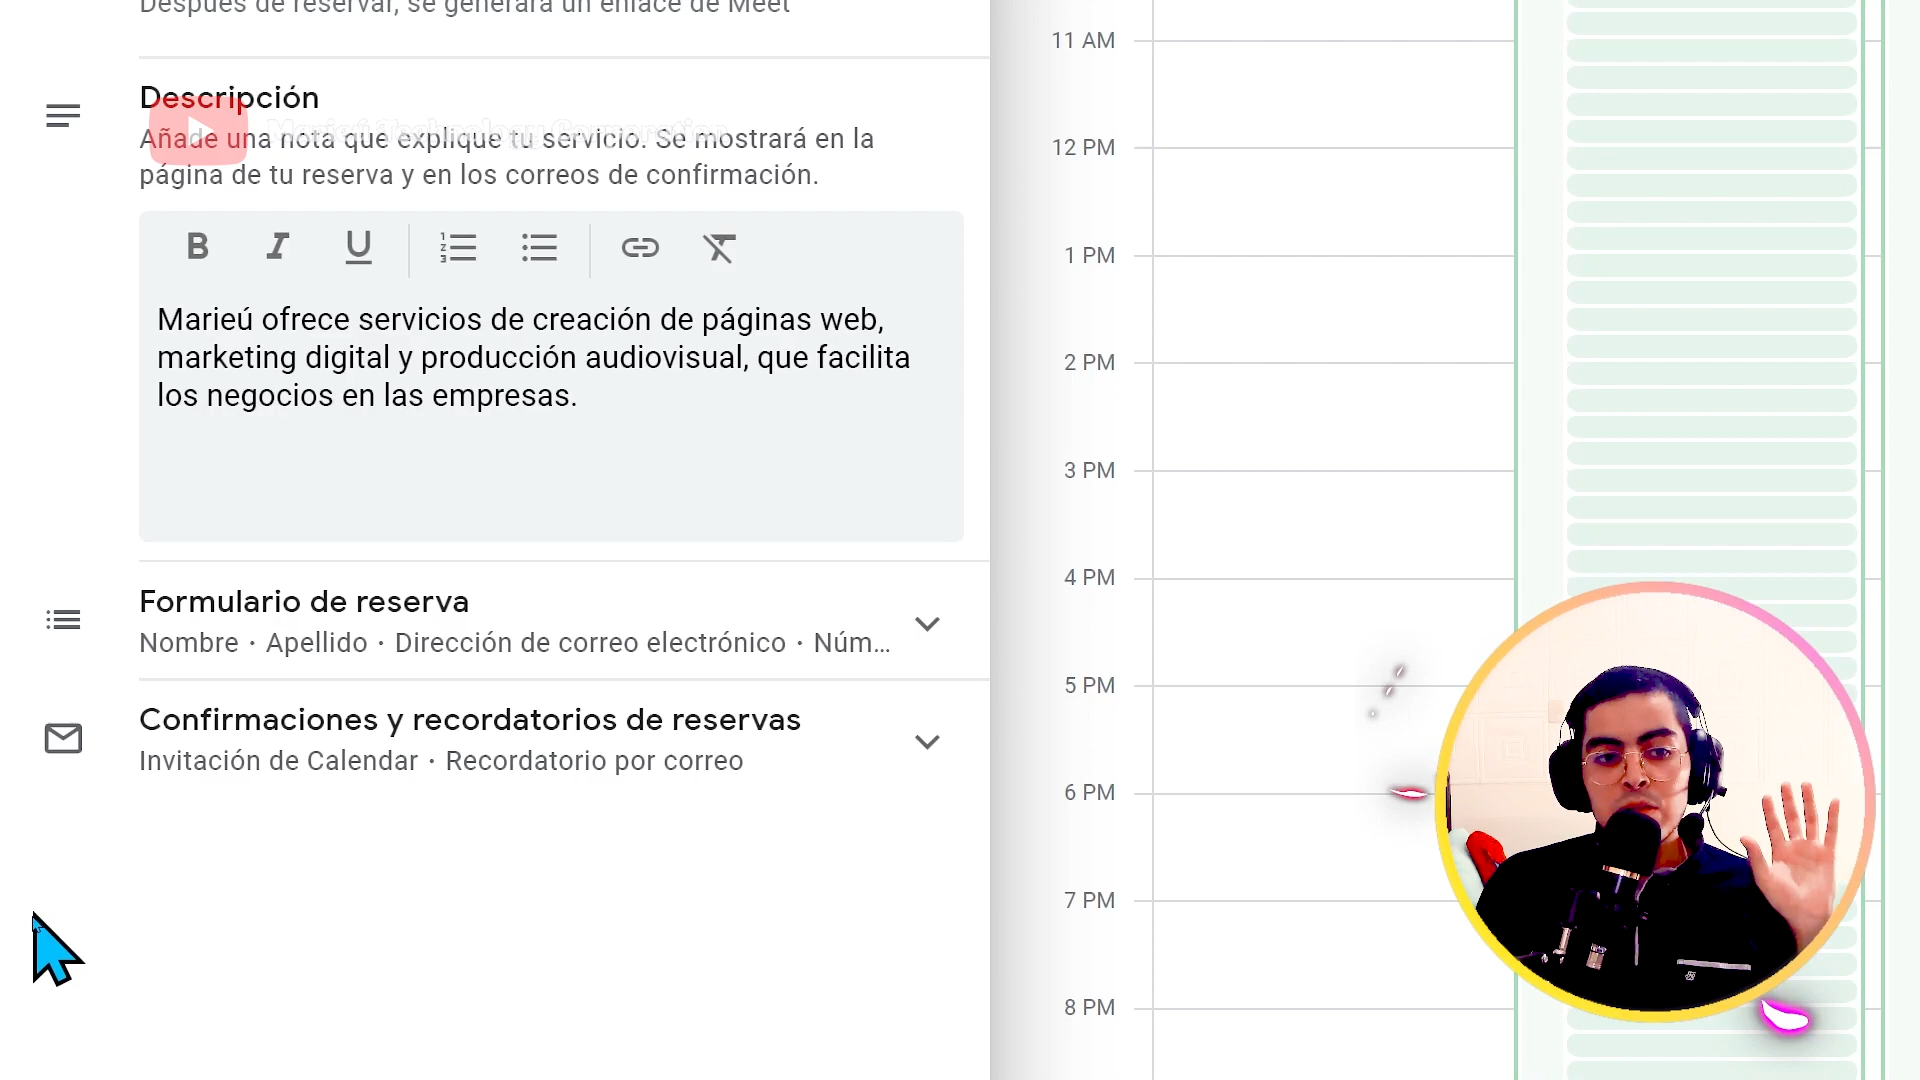 Después de reservar, se generará un enlace de Meet
Descripción
Añade una nota que explique tu servicio. Se mostrará en la
página de tu reserva y en los correos de confirmación.
Marieú ofrece servicios de creación de páginas web,
marketing digital y producción audiovisual, que facilita
los negocios en las empresas.
Formulario de reserva
Nombre · Apellido · Dirección de correo electrónico · Núm...
Confirmaciones y recordatorios de reservas
Invitación de Calendar · Recordatorio por correo
11 AM
12 PM
1 PM
2 PM
3 PM
4 PM
5 PM
6 PM
7 PM
8 PM